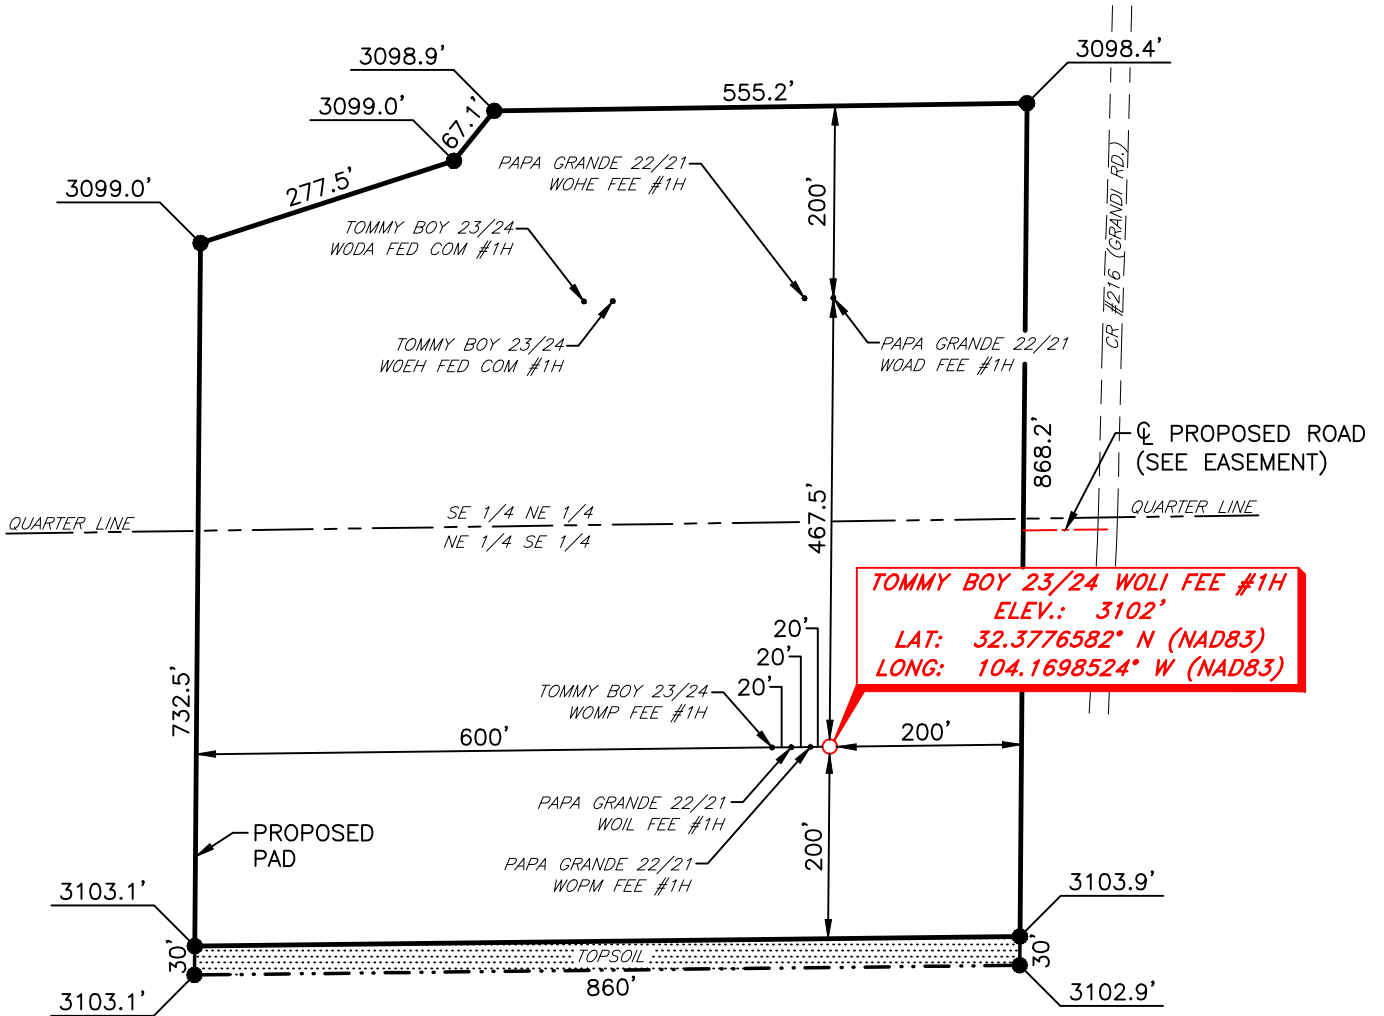 3098.9'
3098.4'
3099.0'
67.1'
555.2'
3099.0'
277.5'
PAPA GRANDE 22/21
WOHE FEE #1H
200'
CR #216 (GRANDI RD.)
TOMMY BOY 23/24
WODA FED COM #1H
TOMMY BOY 23/24
WOEH FED COM #1H
PAPA GRANDE 22/21
WOAD FEE #1H
868.2'
℄ PROPOSED ROAD
(SEE EASEMENT)
QUARTER LINE
SE 1/4 NE 1/4
NE 1/4 SE 1/4
467.5'
QUARTER LINE
TOMMY BOY 23/24 WOLI FEE #1H
ELEV.: 3102'
LAT: 32.3776582° N (NAD83)
LONG: 104.1698524° W (NAD83)
20'
20'
20'
732.5'
TOMMY BOY 23/24
WOMP FEE #1H
600'
200'
PAPA GRANDE 22/21
WOIL FEE #1H
PROPOSED
PAD
PAPA GRANDE 22/21
WOPM FEE #1H
200'
3103.1'
3103.9'
30'
TOPSOIL
30'
3103.1'
860'
3102.9'